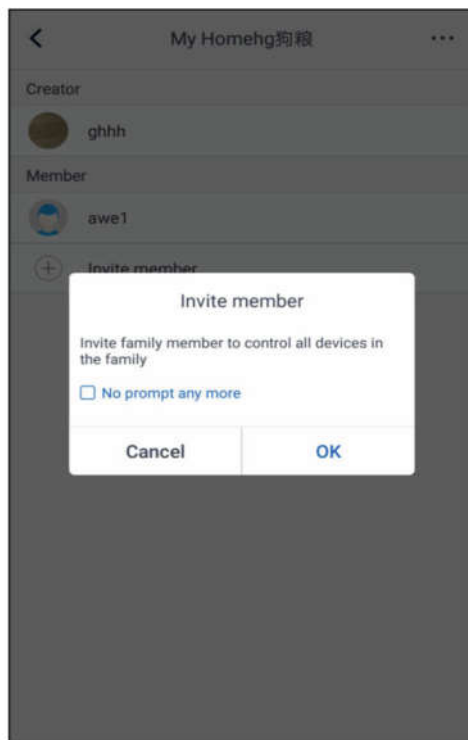 My Homehg狗粮
Creator
ghhh
Member
awe1
Invite member
Invite member
Invite family member to control all devices in
the family
No prompt any more
Cancel
OK